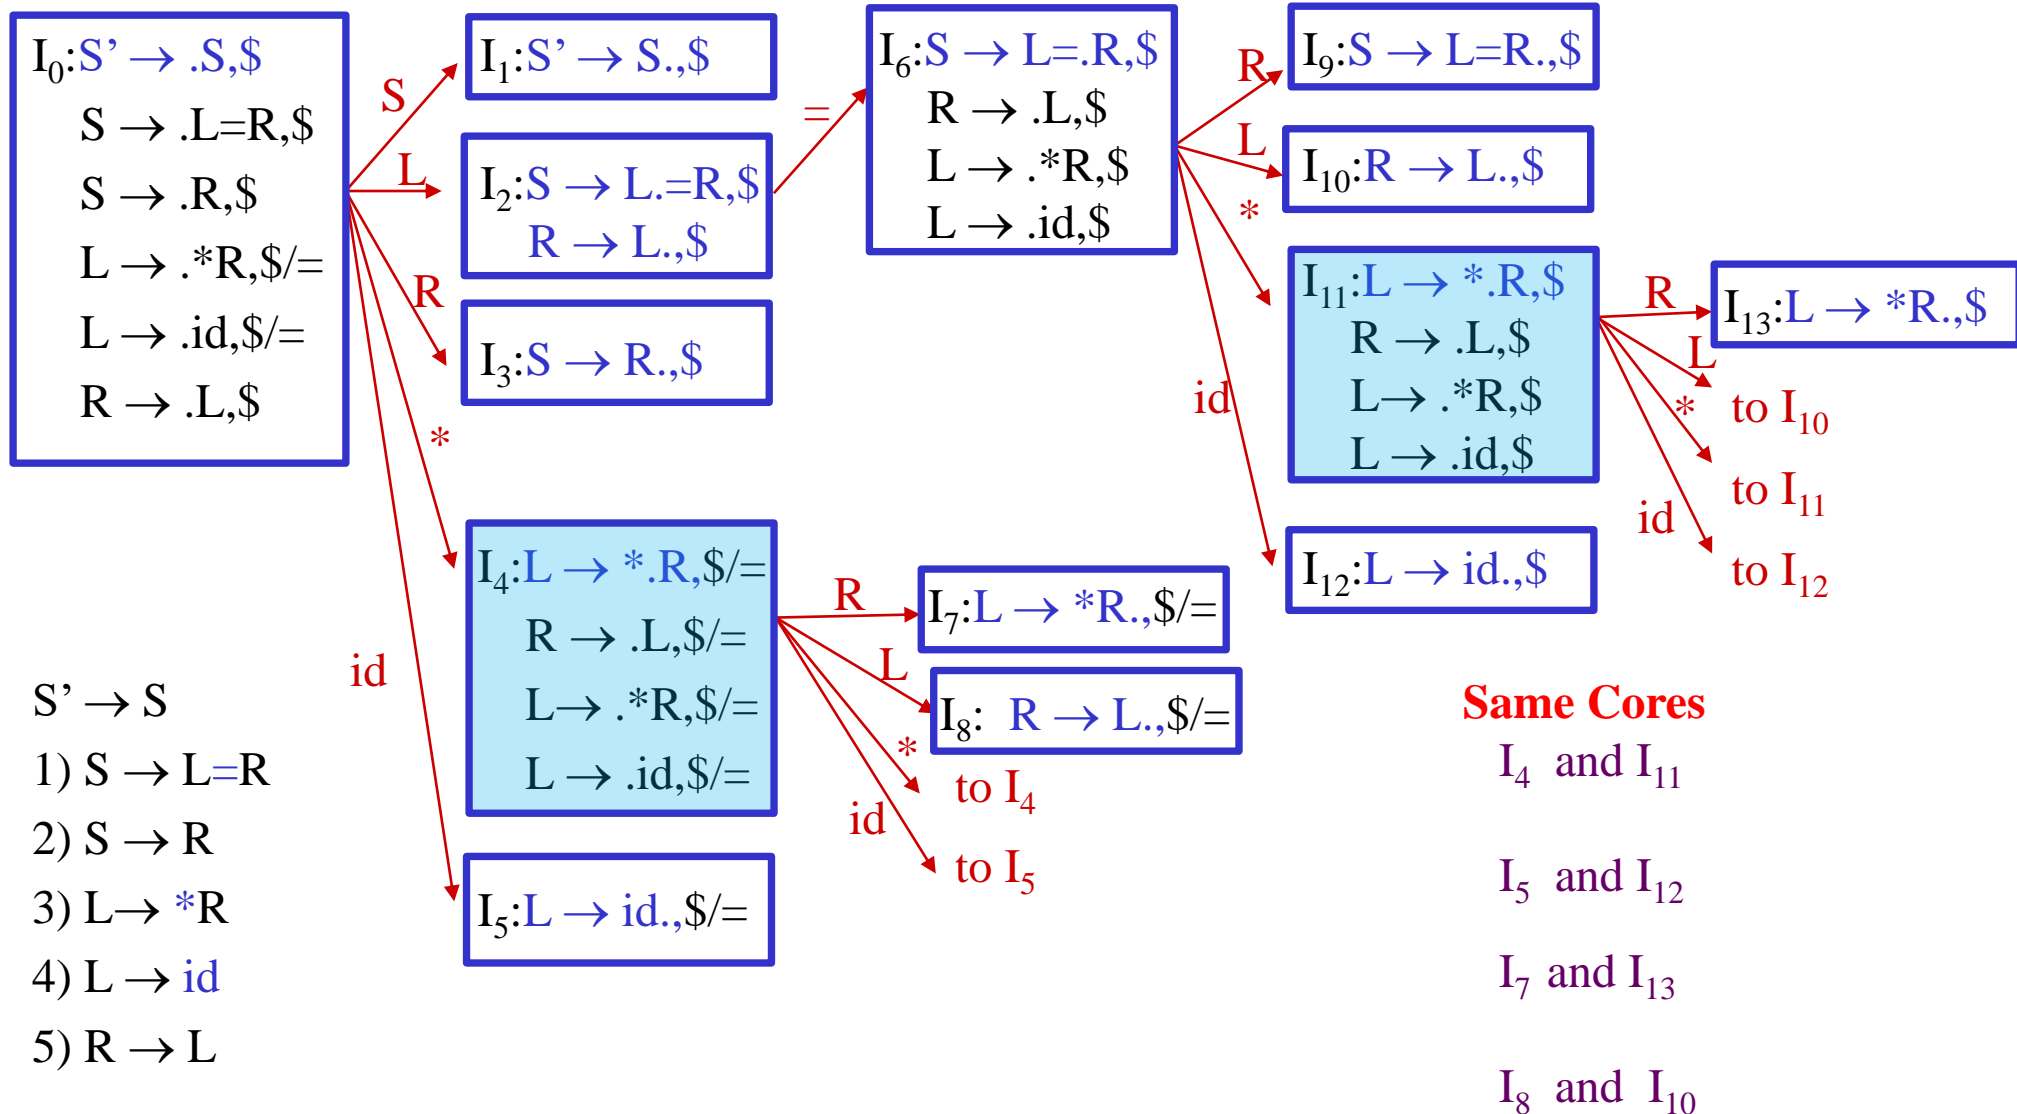 I₀:S’ → .S,$
S → .L=R,$
S → .R,$
L → .*R,$/=
L → .id,$/=
R → .L,$
S
L
R
*
id
I₁:S’ → S.,$
I₂:S → L.=R,$
R → L.,$
I₃:S → R.,$
=
I₄:L → *.R,$/=
R → .L,$/=
L→ .*R,$/=
L → .id,$/=
I₅:L → id.,$/=
R
L
*
id
I₇:L → *R.,$/=
I₈: R → L.,$/=
to I₄
to I₅
I₆:S → L=.R,$
R → .L,$
L → .*R,$
L → .id,$
R
L
*
id
I₉:S → L=R.,$
I₁₀:R → L.,$
I₁₁:L → *.R,$
R → .L,$
L→ .*R,$
L → .id,$
I₁₂:L → id.,$
R
L
*
id
I₁₃:L → *R.,$
to I₁₀
to I₁₁
to I₁₂
S’ → S
1) S → L=R
2) S → R
3) L→ *R
4) L → id
5) R → L
Same Cores
I₄ and I₁₁
I₅ and I₁₂
I₇ and I₁₃
I₈ and I₁₀